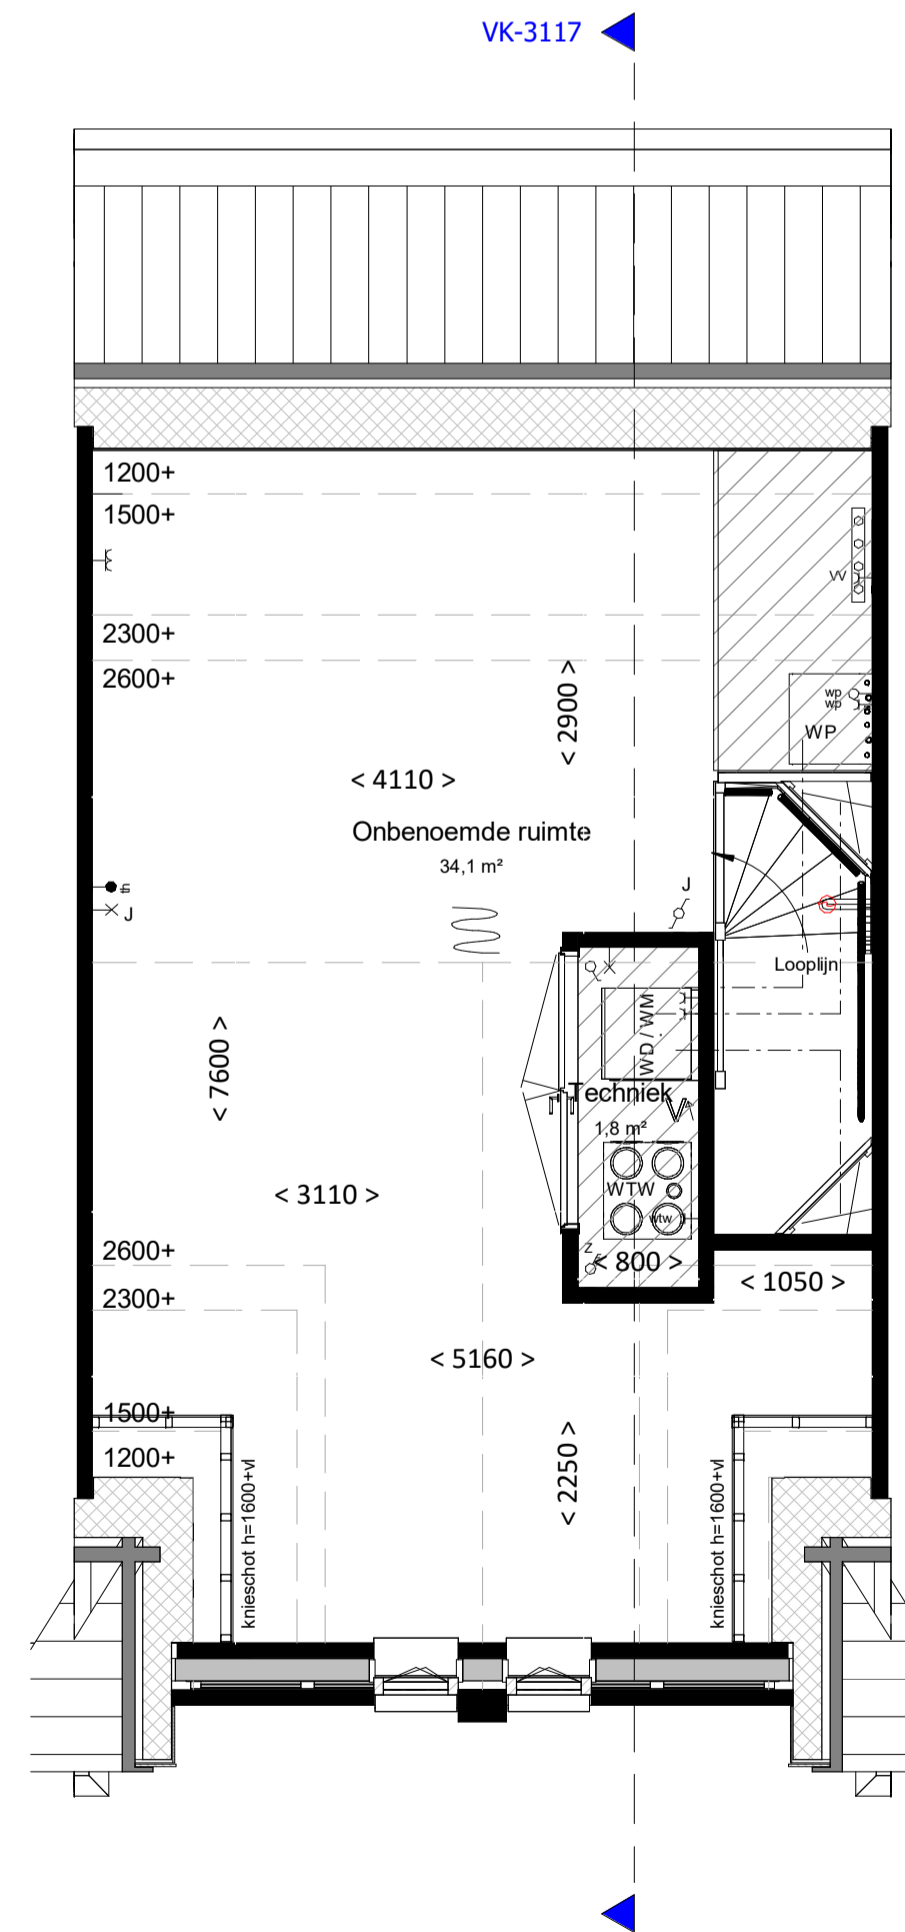 VK-3117
1200+
1500+
2300+
2600+
VV
wp
wp
WP
< 2900 >
< 4110 >
Onbenoemde ruimte
34,1 m²
J
J
Looplijn
WD / WM
< 7600 >
Techniek
1,8 m²
WTW
wtw
< 3110 >
z
< 800 >
< 1050 >
2600+
2300+
< 5160 >
1500+
1200+
< 2250 >
knieschot h=1600+vl
knieschot h=1600+vl